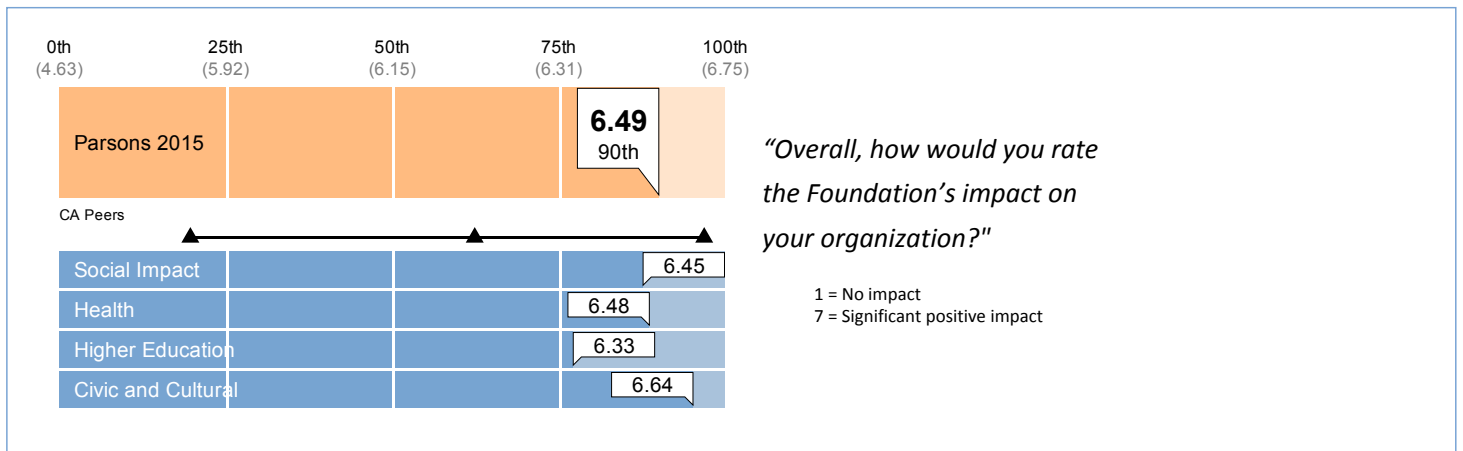 0th 25th 50th 75th 100th
(4.63) (5.92) (6.15) (6.31) (6.75)
Parsons 2015
6.49
90th
CA Peers
Social Impact 6.45
Health 6.48
Higher Education 6.33
Civic and Cultural 6.64
“Overall, how would you rate
the Foundation’s impact on
your organization?"
1 = No impact
7 = Significant positive impact